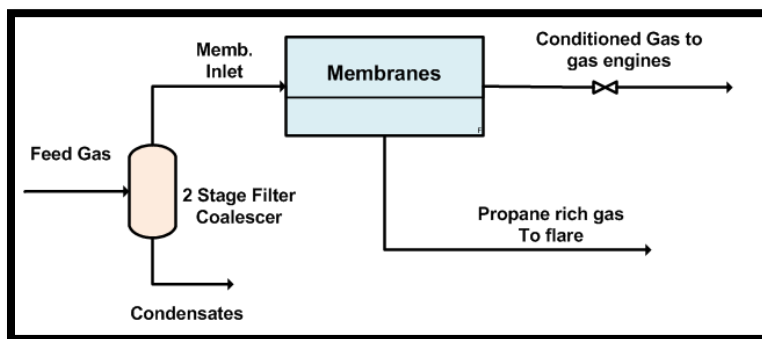 Memb.
Inlet
Membranes
F
Conditioned Gas to
gas engines
Feed Gas
2 Stage Filter
Coalescer
Propane rich gas
To flare
Condensates